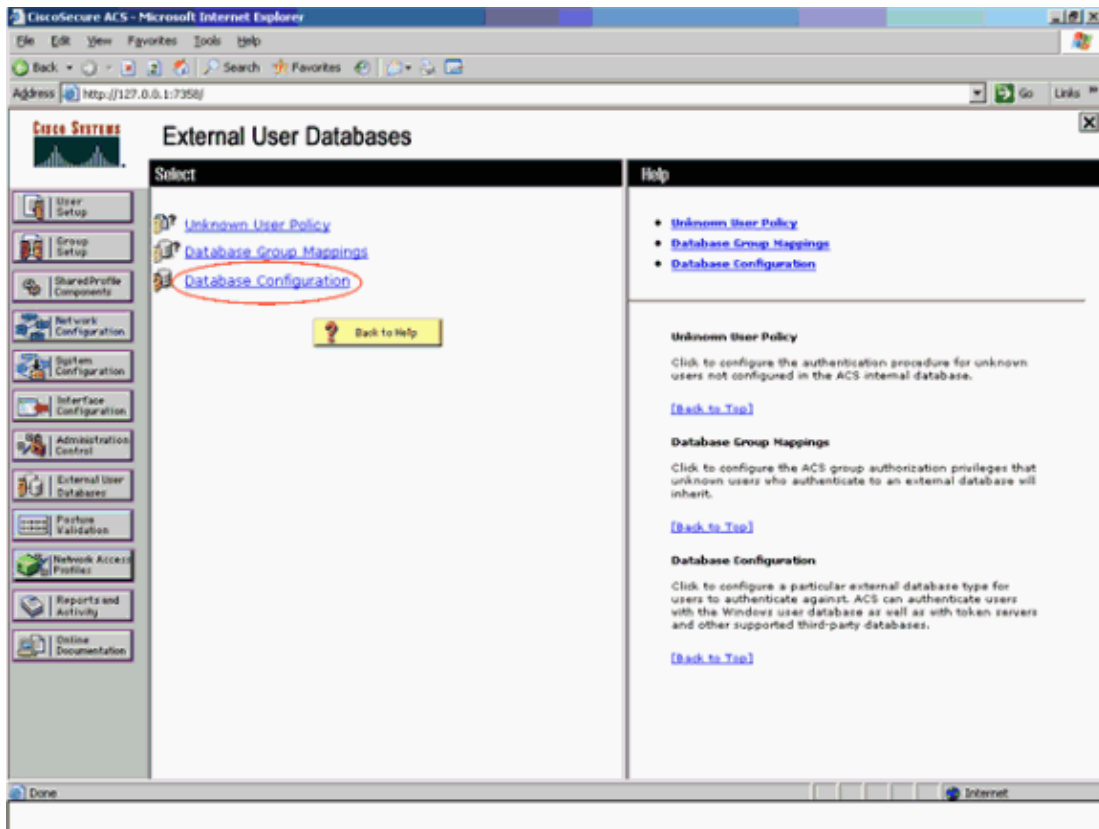 CiscoSecure ACS - Microsoft Internet Explorer
File Edit View Favorites Tools Help
Back Search Favorites
Address http://127.0.0.1:7358/ Go Links »
CISCO SYSTEMS
External User Databases
Select
Help
User
Setup
Group
Setup
Shared Profile
Components
Network
Configuration
System
Configuration
Interface
Configuration
Administration
Control
External User
Databases
Posture
Validation
Network Access
Profiles
Reports and
Activity
Online
Documentation
Unknown User Policy
Database Group Mappings
Database Configuration
? Back to Help
• Unknown User Policy
• Database Group Mappings
• Database Configuration
Unknown User Policy
Click to configure the authentication procedure for unknown
users not configured in the ACS internal database.
[Back to Top]
Database Group Mappings
Click to configure the ACS group authorization privileges that
unknown users who authenticate to an external database will
inherit.
[Back to Top]
Database Configuration
Click to configure a particular external database type for
users to authenticate against. ACS can authenticate users
with the Windows user database as well as with token servers
and other supported third-party databases.
[Back to Top]
Done
Internet